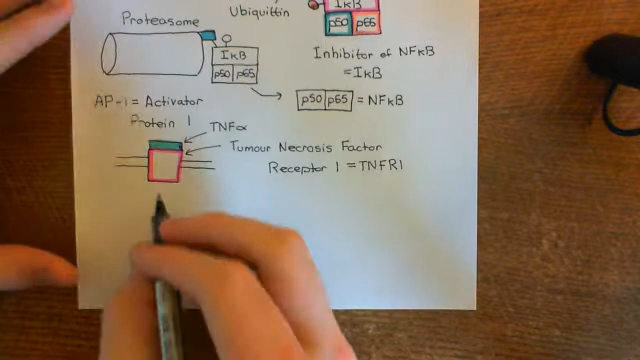 Proteasome
Ubiquitin
IκB
p50 p65
IκB
p50 p65
Inhibitor of NFκB
=IκB
p50 p65 = NFκB
AP-1 = Activator
Protein 1
TNFα
Tumour Necrosis Factor
Receptor 1 = TNFR1